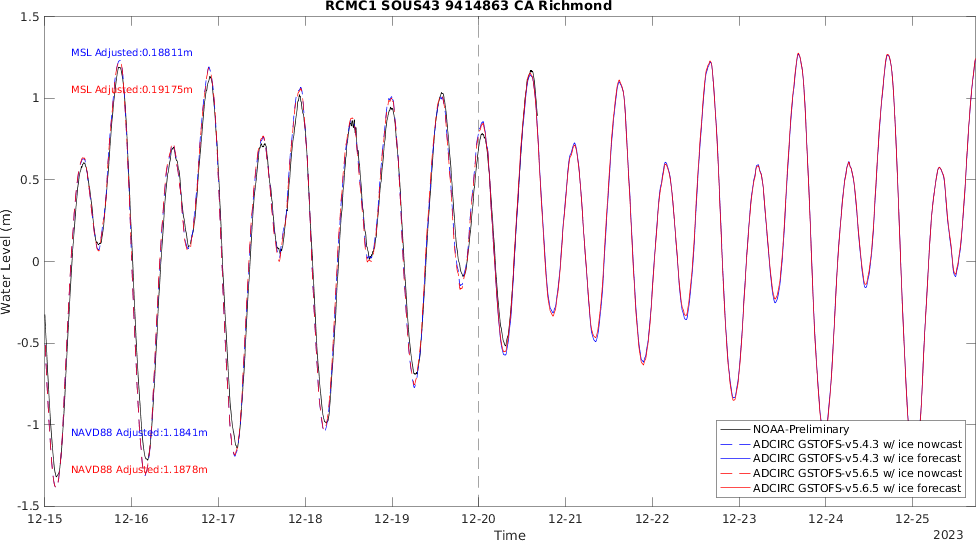 RCMC1 SOUS43 9414863 CA Richmond
1.5
MSL Adjusted:0.18811m
MSL Adjusted:0.19175m
1
0.5
0
-0.5
-1
-1.5
Water Level (m)
NAVD88 Adjusted:1.1841m
NAVD88 Adjusted:1.1878m
NOAA-Preliminary
ADCIRC GSTOFS-v5.4.3 w/ ice nowcast
ADCIRC GSTOFS-v5.4.3 w/ ice forecast
ADCIRC GSTOFS-v5.6.5 w/ ice nowcast
ADCIRC GSTOFS-v5.6.5 w/ ice forecast
12-15 12-16 12-17 12-18 12-19 12-20 12-21 12-22 12-23 12-24 12-25
Time
2023